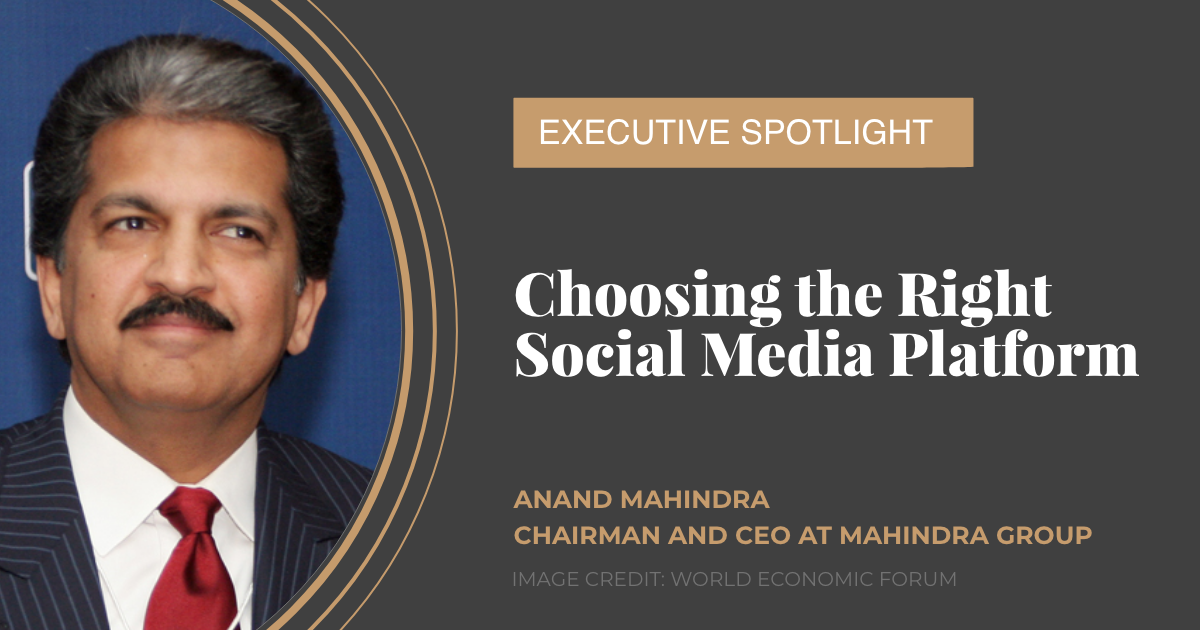 EXECUTIVE SPOTLIGHT
Choosing the Right
Social Media Platform
ANAND MAHINDRA
CHAIRMAN AND CEO AT MAHINDRA GROUP
IMAGE CREDIT: WORLD ECONOMIC FORUM